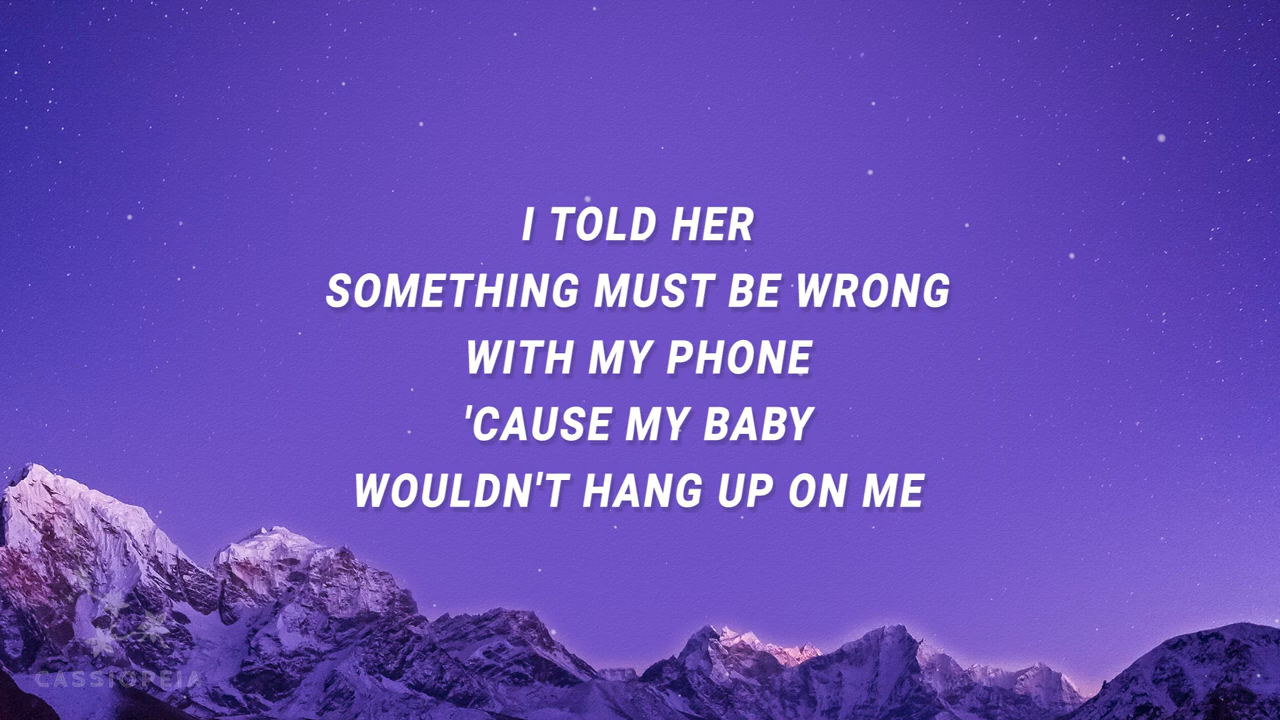 I TOLD HER
SOMETHING MUST BE WRONG
WITH MY PHONE
'CAUSE MY BABY
WOULDN'T HANG UP ON ME
CASSIOPEIA